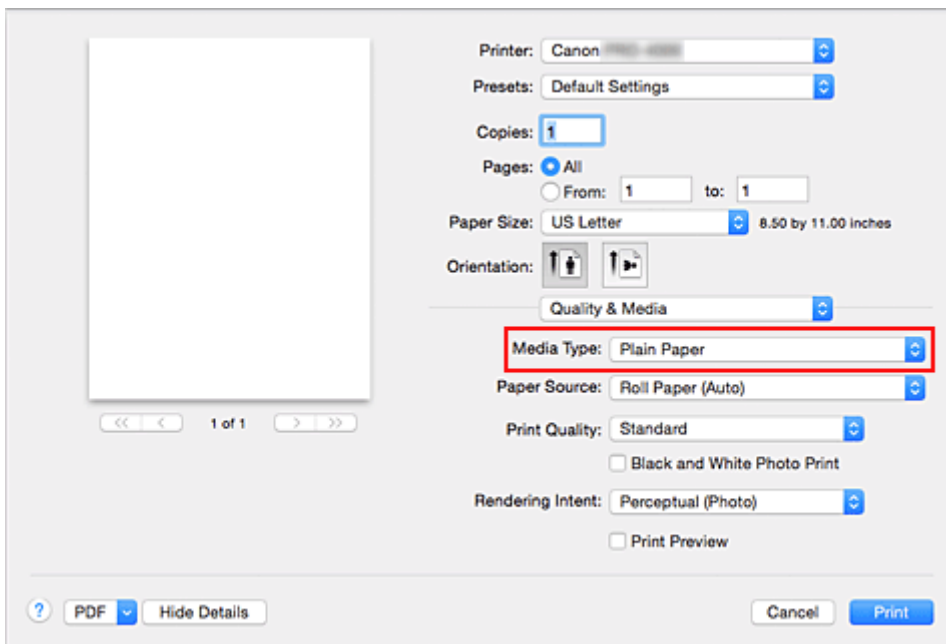 Printer: Canon
Presets: Default Settings
Copies: 1
Pages: All
From: 1 to: 1
Paper Size: US Letter 8.50 by 11.00 inches
Orientation:
Quality & Media
Media Type: Plain Paper
Paper Source: Roll Paper (Auto)
1 of 1
Print Quality: Standard
Black and White Photo Print
Rendering Intent: Perceptual (Photo)
Print Preview
? PDF Hide Details Cancel Print